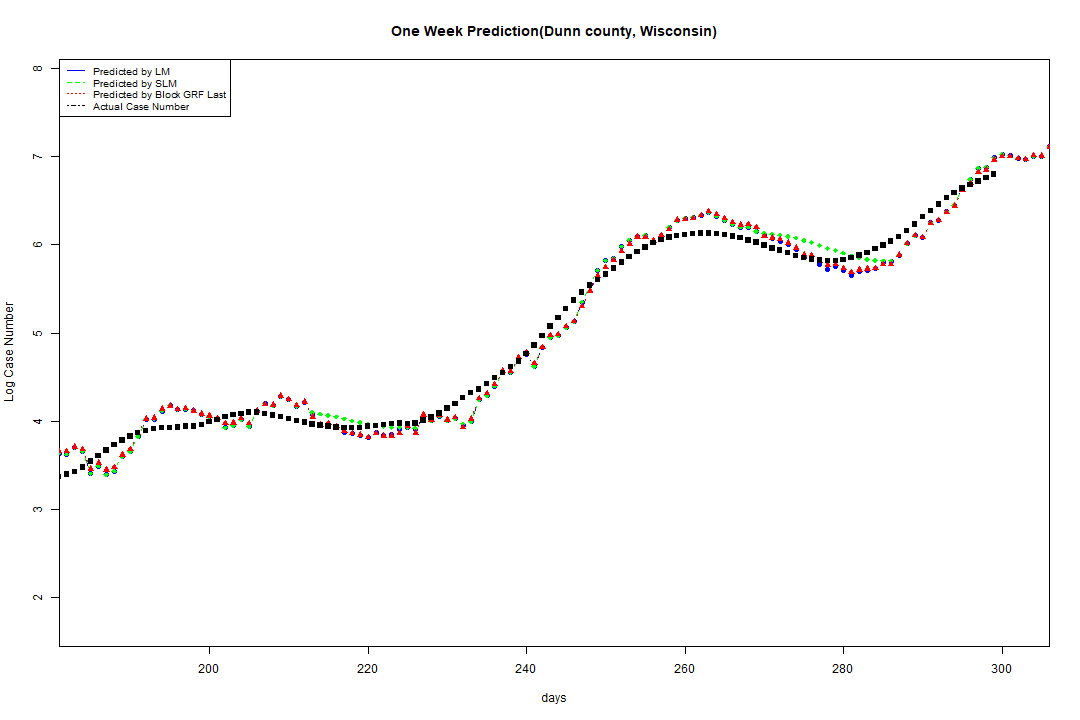 One Week Prediction(Dunn county, Wisconsin)
Predicted by LM
Predicted by SLM
Predicted by Block GRF Last
Actual Case Number
Log Case Number
8
7
6
5
4
3
2
200 220 240 260 280 300
days